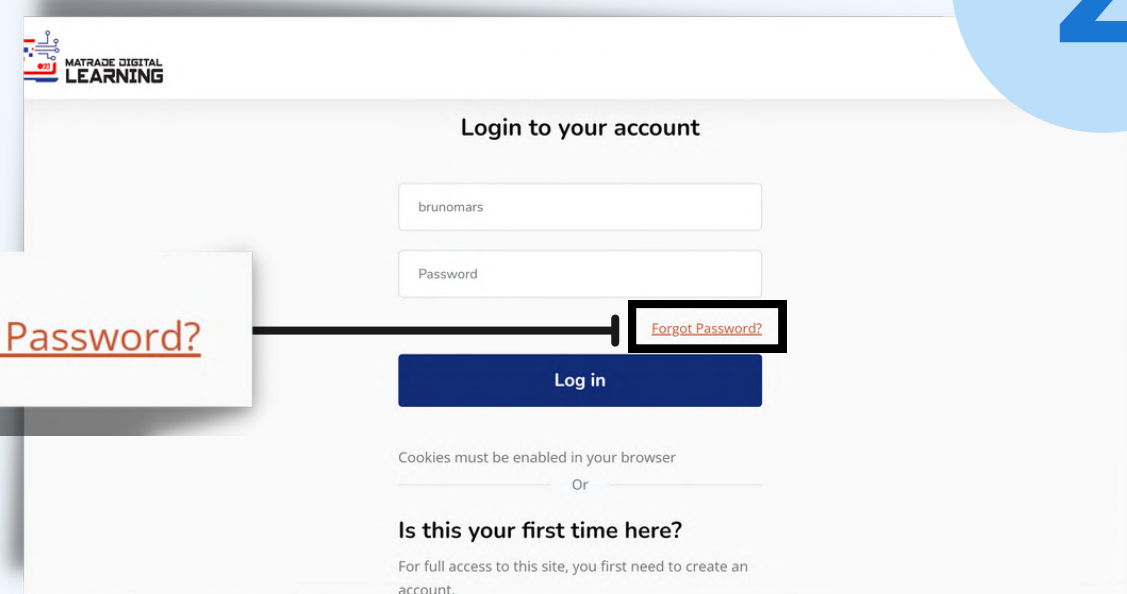 MATRADE DIGITAL
LEARNING
Login to your account
brunomars
Password
Forgot Password?
Password?
Log in
Cookies must be enabled in your browser
Or
Is this your first time here?
For full access to this site, you first need to create an
account.